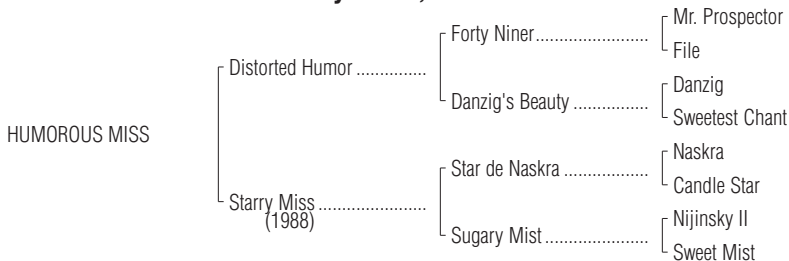 Mr. Prospector
Forty Niner
File
Distorted Humor
Danzig
Danzig's Beauty
Sweetest Chant
HUMOROUS MISS
Naskra
Star de Naskra
Candle Star
Starry Miss
(1988)
Nijinsky II
Sugary Mist
Sweet Mist